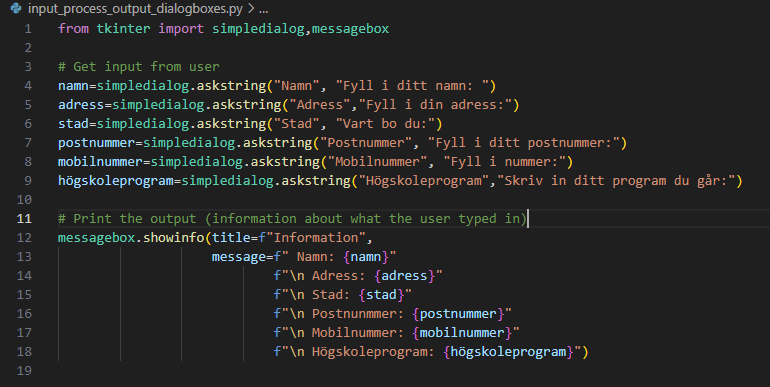 input_process_output_dialogboxes.py > ...
1 from tkinter import simpledialog,messagebox
2
3 # Get input from user
4 namn=simpledialog.askstring("Namn", "Fyll i ditt namn: ")
5 adress=simpledialog.askstring("Adress","Fyll i din adress:")
6 stad=simpledialog.askstring("Stad", "Vart bo du:")
7 postnummer=simpledialog.askstring("Postnummer", "Fyll i ditt postnummer:")
8 mobilnummer=simpledialog.askstring("Mobilnummer", "Fyll i nummer:")
9 högskoleprogram=simpledialog.askstring("Högskoleprogram","Skriv in ditt program du går:")
10
11 # Print the output (information about what the user typed in)
12 messagebox.showinfo(title=f"Information",
13 message=f" Namn: {namn}"
14 f"\n Adress: {adress}"
15 f"\n Stad: {stad}"
16 f"\n Postnunmmer: {postnummer}"
17 f"\n Mobilnummer: {mobilnummer}"
18 f"\n Högskoleprogram: {högskoleprogram}")
19